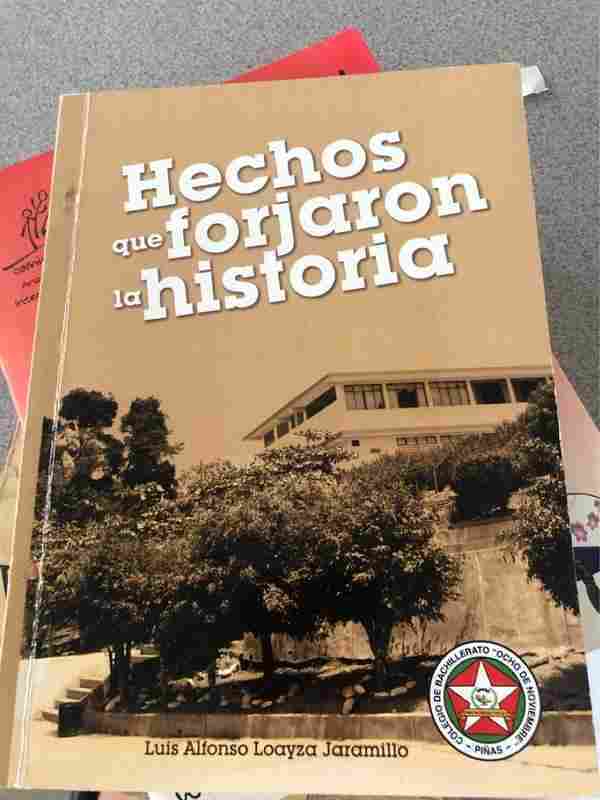 Hechos
que forjaron
la historia
Luis Alfonso Loayza Jaramillo
COLEGIO DE BACHILLERATO "OCHO DE NOVIEMBRE"
- PIÑAS -